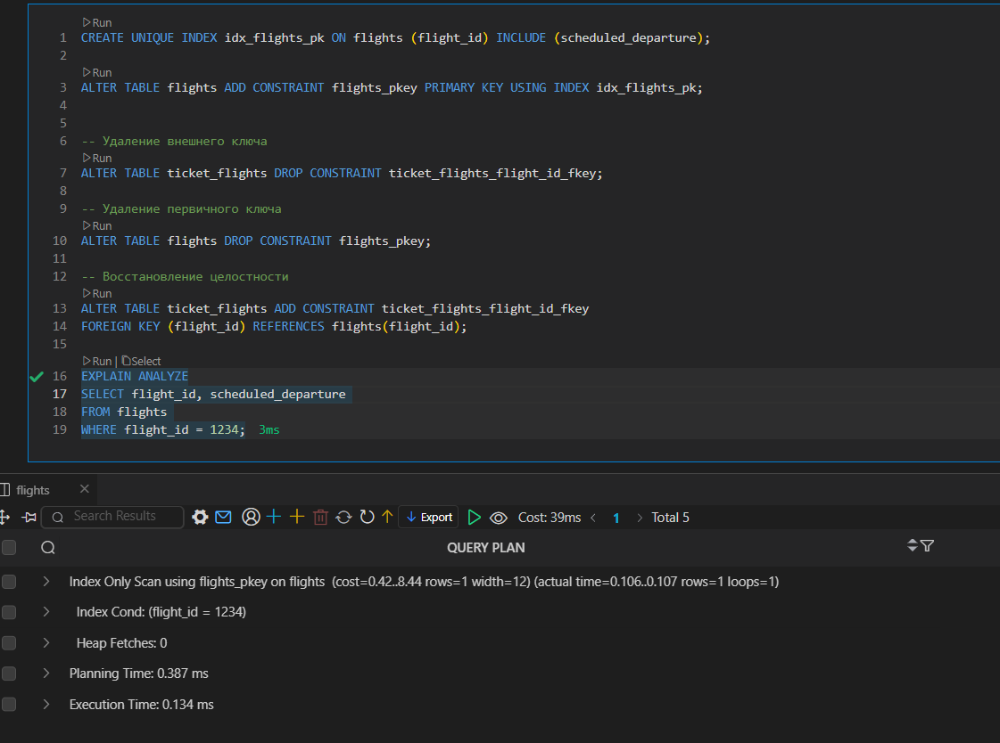 Run
1 CREATE UNIQUE INDEX idx_flights_pk ON flights (flight_id) INCLUDE (scheduled_departure);
2
Run
3 ALTER TABLE flights ADD CONSTRAINT flights_pkey PRIMARY KEY USING INDEX idx_flights_pk;
4
5
6 -- Удаление внешнего ключа
Run
7 ALTER TABLE ticket_flights DROP CONSTRAINT ticket_flights_flight_id_fkey;
8
9 -- Удаление первичного ключа
Run
10 ALTER TABLE flights DROP CONSTRAINT flights_pkey;
11
12 -- Восстановление целостности
Run
13 ALTER TABLE ticket_flights ADD CONSTRAINT ticket_flights_flight_id_fkey
14 FOREIGN KEY (flight_id) REFERENCES flights(flight_id);
15
Run | Select
16 EXPLAIN ANALYZE
17 SELECT flight_id, scheduled_departure
18 FROM flights
19 WHERE flight_id = 1234; 3ms
flights
Search Results Export Cost: 39ms 1 Total 5
QUERY PLAN
Index Only Scan using flights_pkey on flights (cost=0.42..8.44 rows=1 width=12) (actual time=0.106..0.107 rows=1 loops=1)
Index Cond: (flight_id = 1234)
Heap Fetches: 0
Planning Time: 0.387 ms
Execution Time: 0.134 ms